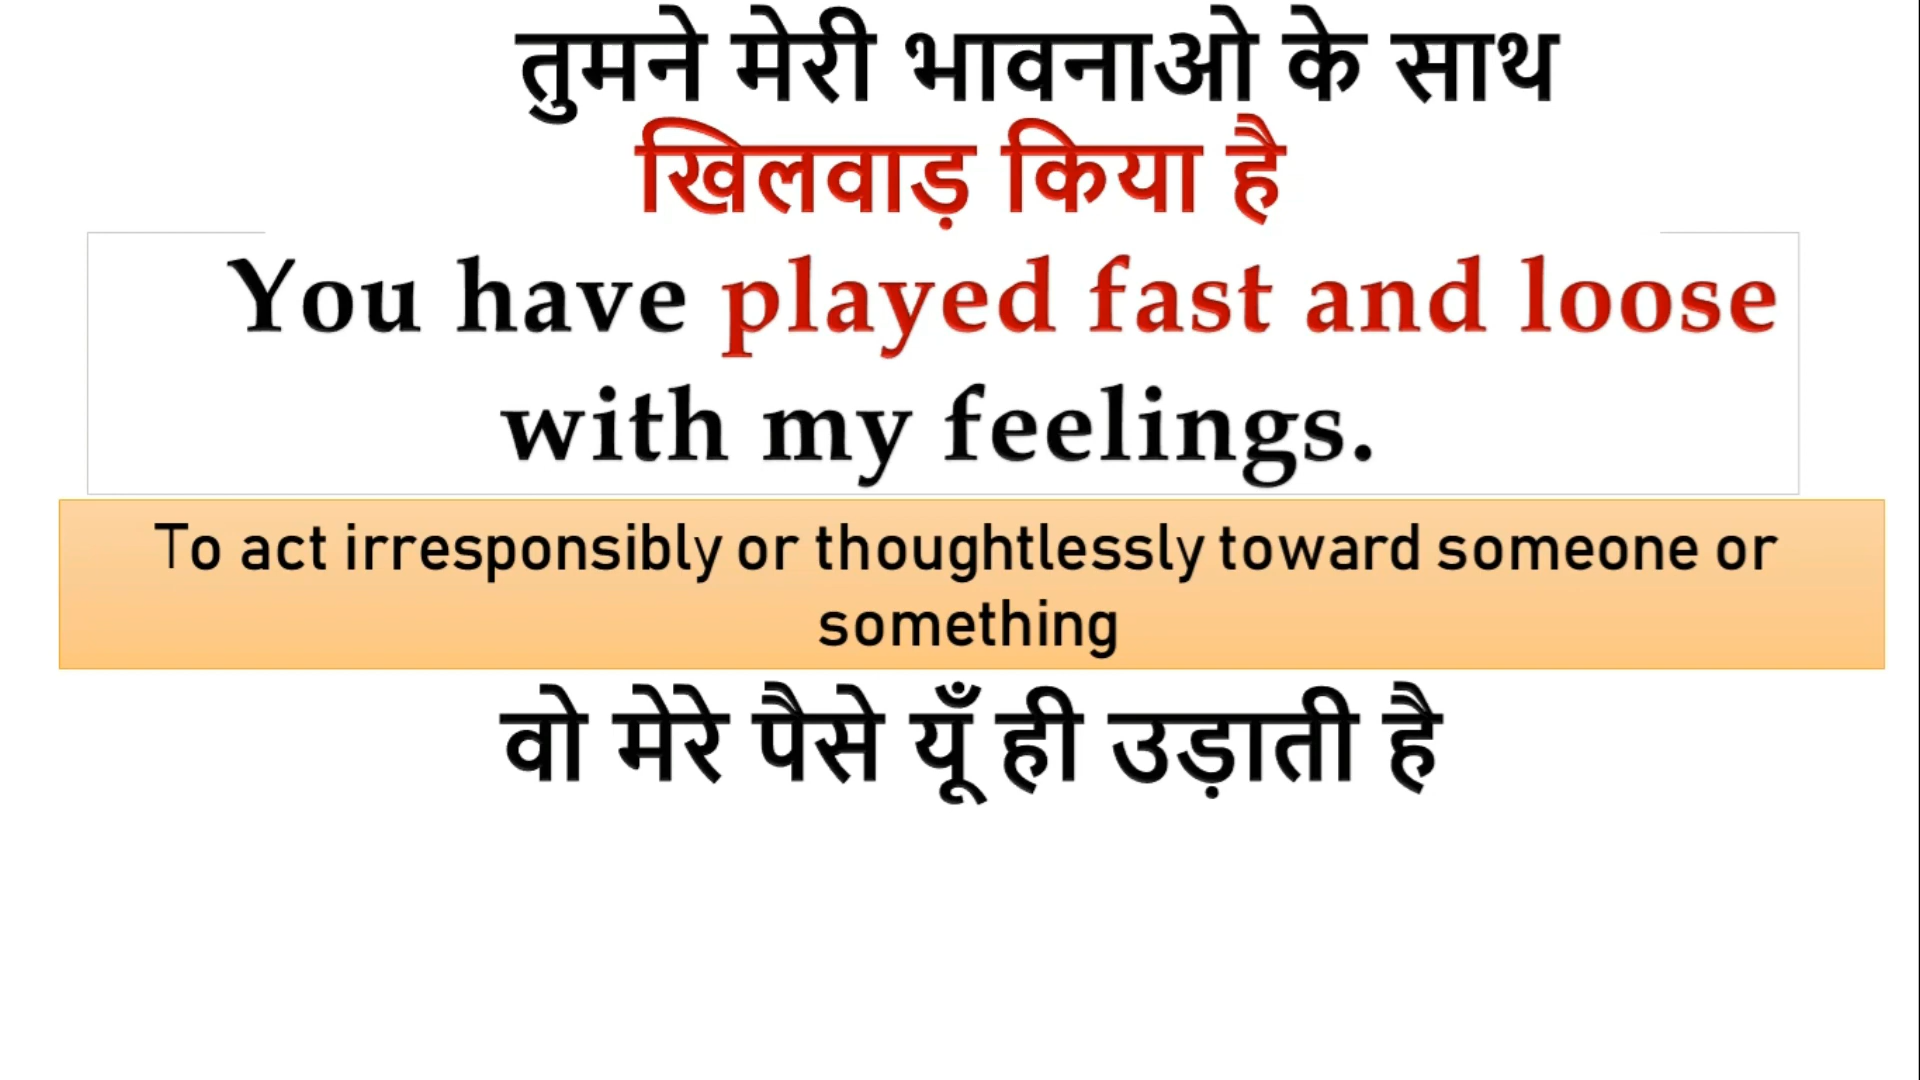 तुमने मेरी भावनाओ के साथ
खिलवाड़ किया है
You have played fast and loose
with my feelings.
To act irresponsibly or thoughtlessly toward someone or
something
वो मेरे पैसे यूँ ही उड़ाती है